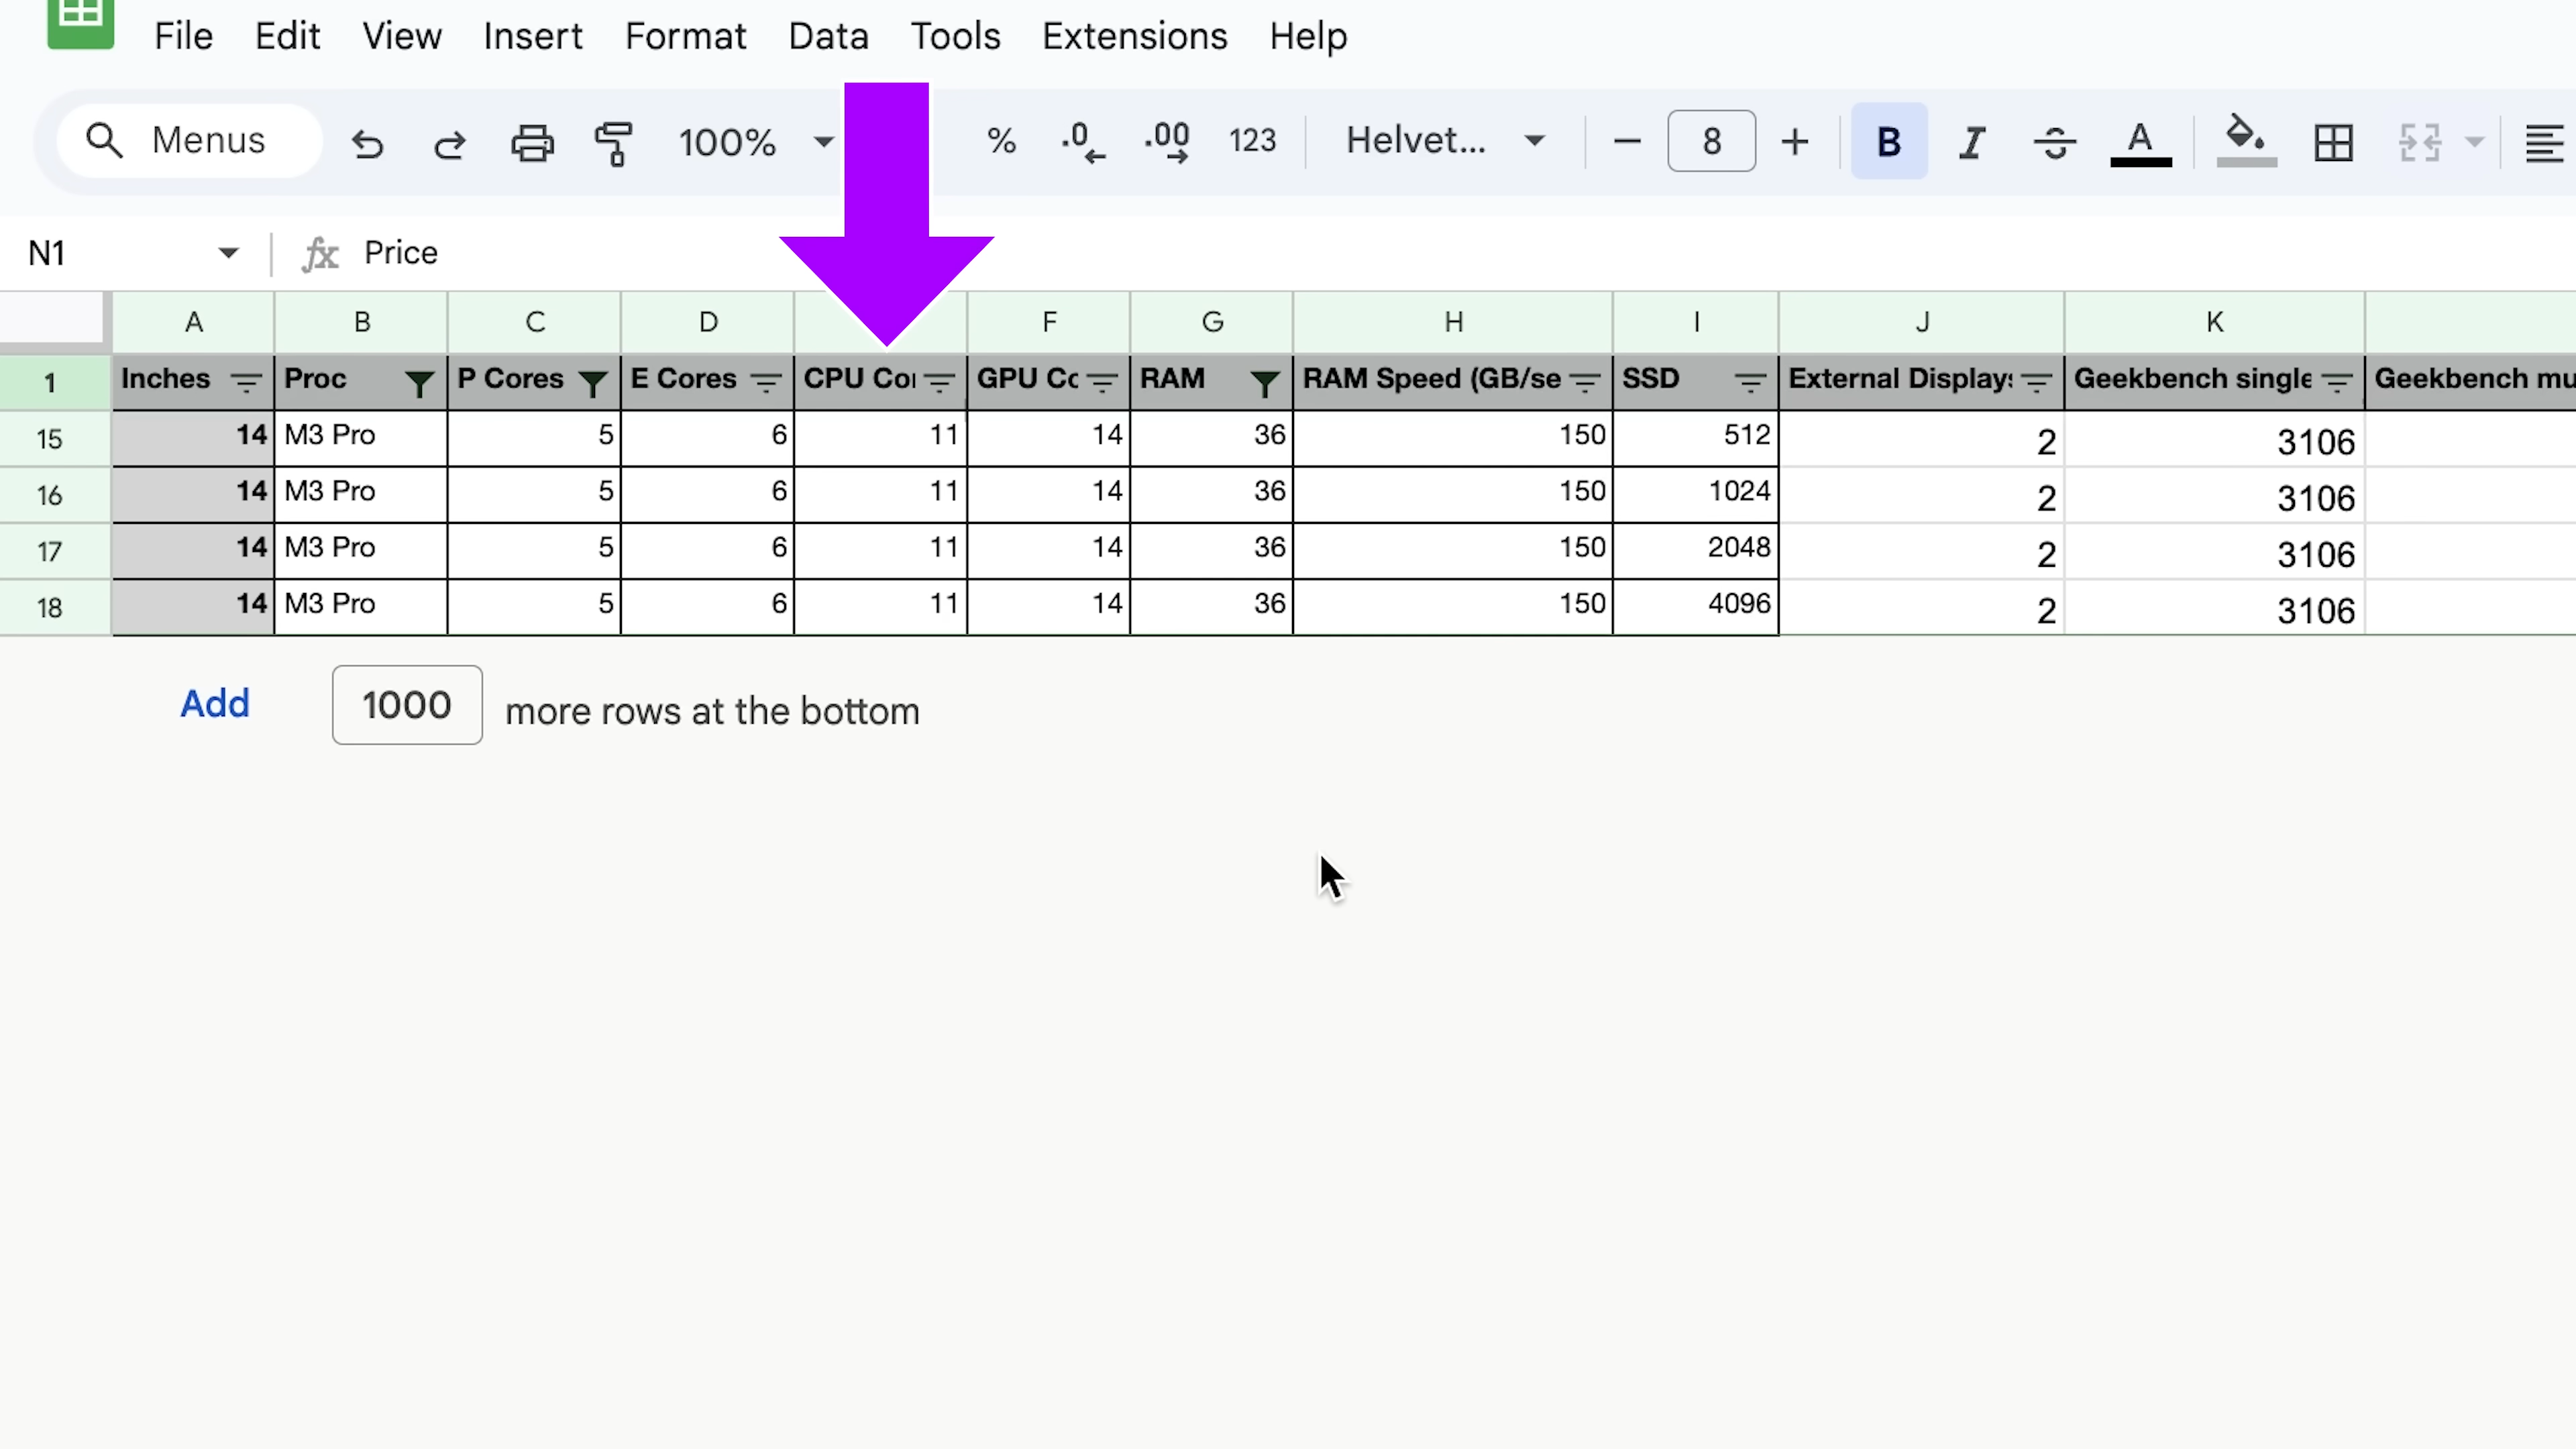 File Edit View Insert Format Data Tools Extensions Help
Menus 100% % .0 .00 123 Helvet... 8 B I A
N1 fx Price
A B C D F G H I J K
1 Inches Proc P Cores E Cores CPU Cor GPU Co RAM RAM Speed (GB/se SSD External Displays Geekbench single Geekbench mu
15 14 M3 Pro 5 6 11 14 36 150 512 2 3106
16 14 M3 Pro 5 6 11 14 36 150 1024 2 3106
17 14 M3 Pro 5 6 11 14 36 150 2048 2 3106
18 14 M3 Pro 5 6 11 14 36 150 4096 2 3106
Add 1000 more rows at the bottom